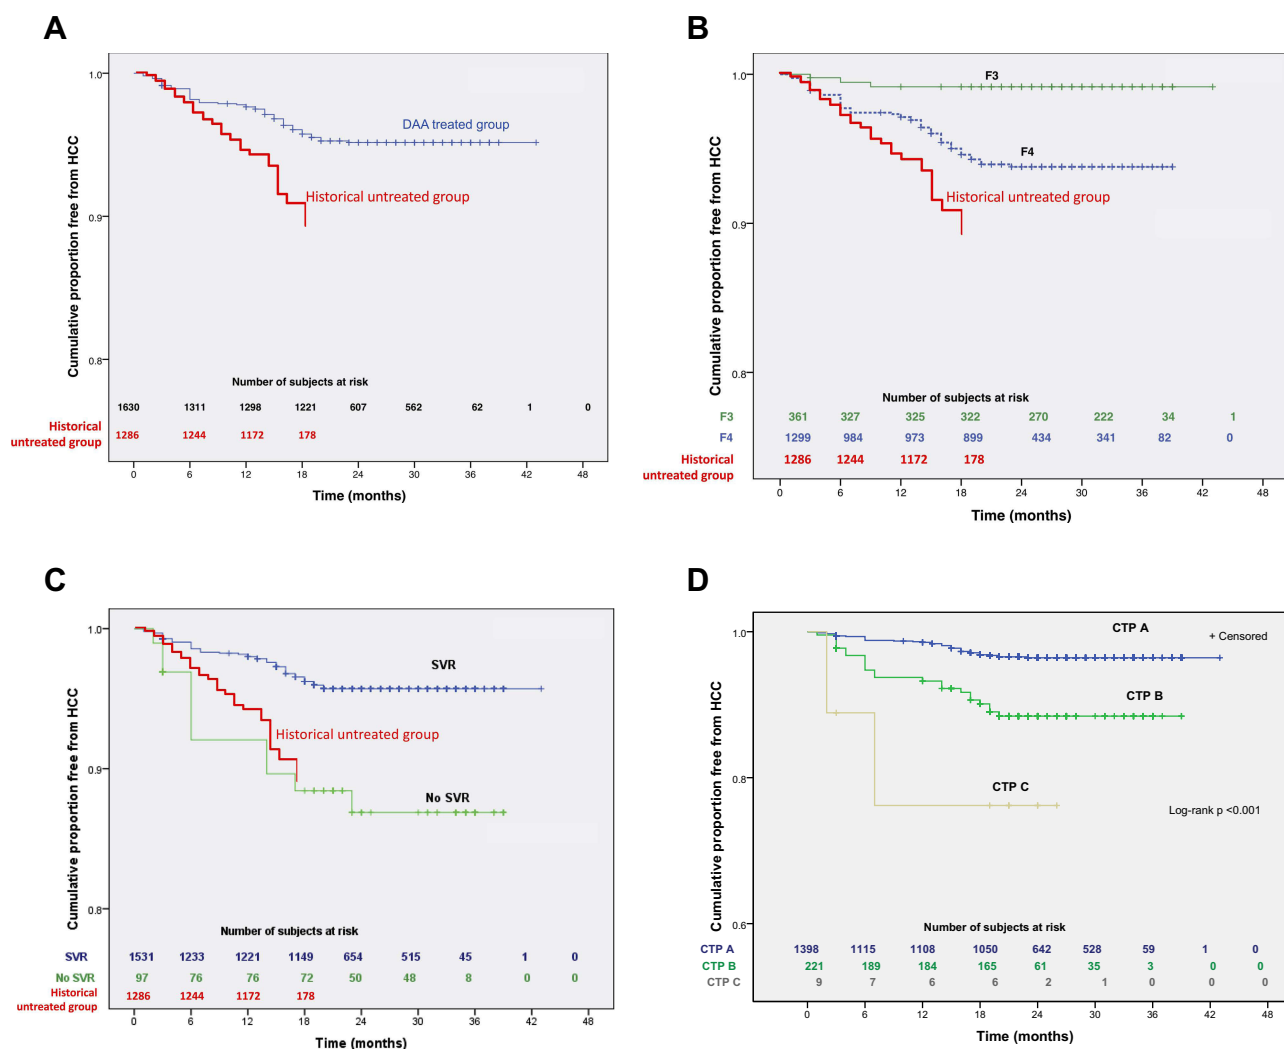 A
1.0
0.9
0.8
Cumulative proportion free from HCC
DAA treated group
Historical untreated group
Number of subjects at risk
1630 1311 1298 1221 607 562 62 1 0
Historical
untreated group
1286 1244 1172 178
0 6 12 18 24 30 36 42 48
Time (months)
B
1.0
0.9
0.8
Cumulative proportion free from HCC
F3
F4
Historical untreated group
Number of subjects at risk
F3 361 327 325 322 270 222 34 1
F4 1299 984 973 899 434 341 82 0
Historical
untreated group
1286 1244 1172 178
0 6 12 18 24 30 36 42 48
Time (months)
C
1.0
0.9
0.8
Cumulative proportion free from HCC
SVR
Historical untreated group
No SVR
Number of subjects at risk
SVR 1531 1233 1221 1149 654 515 45 1 0
No SVR 97 76 76 72 50 48 8 0 0
Historical
untreated group
1286 1244 1172 178
0 6 12 18 24 30 36 42 48
Time (months)
D
1.0
0.8
0.6
Cumulative proportion free from HCC
CTP A
+ Censored
CTP B
CTP C
Log-rank p <0.001
Number of subjects at risk
CTP A 1398 1115 1108 1050 642 528 59 1 0
CTP B 221 189 184 165 61 35 3 0 0
CTP C 9 7 6 6 2 1 0 0 0
0 6 12 18 24 30 36 42 48
Time (months)